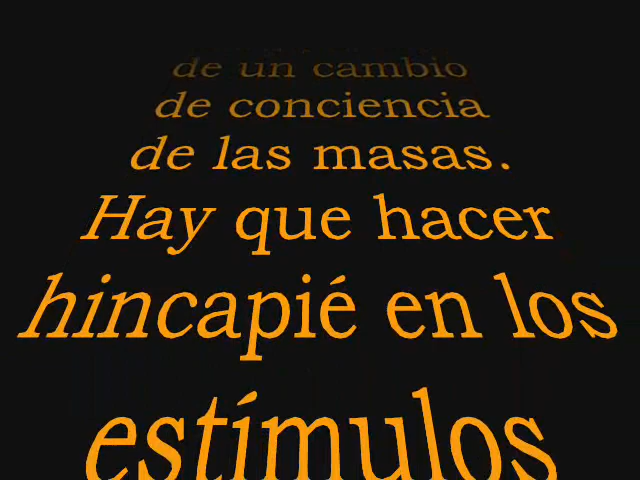 de un cambio
de conciencia
de las masas.
Hay que hacer
hincapié en los
estímulos